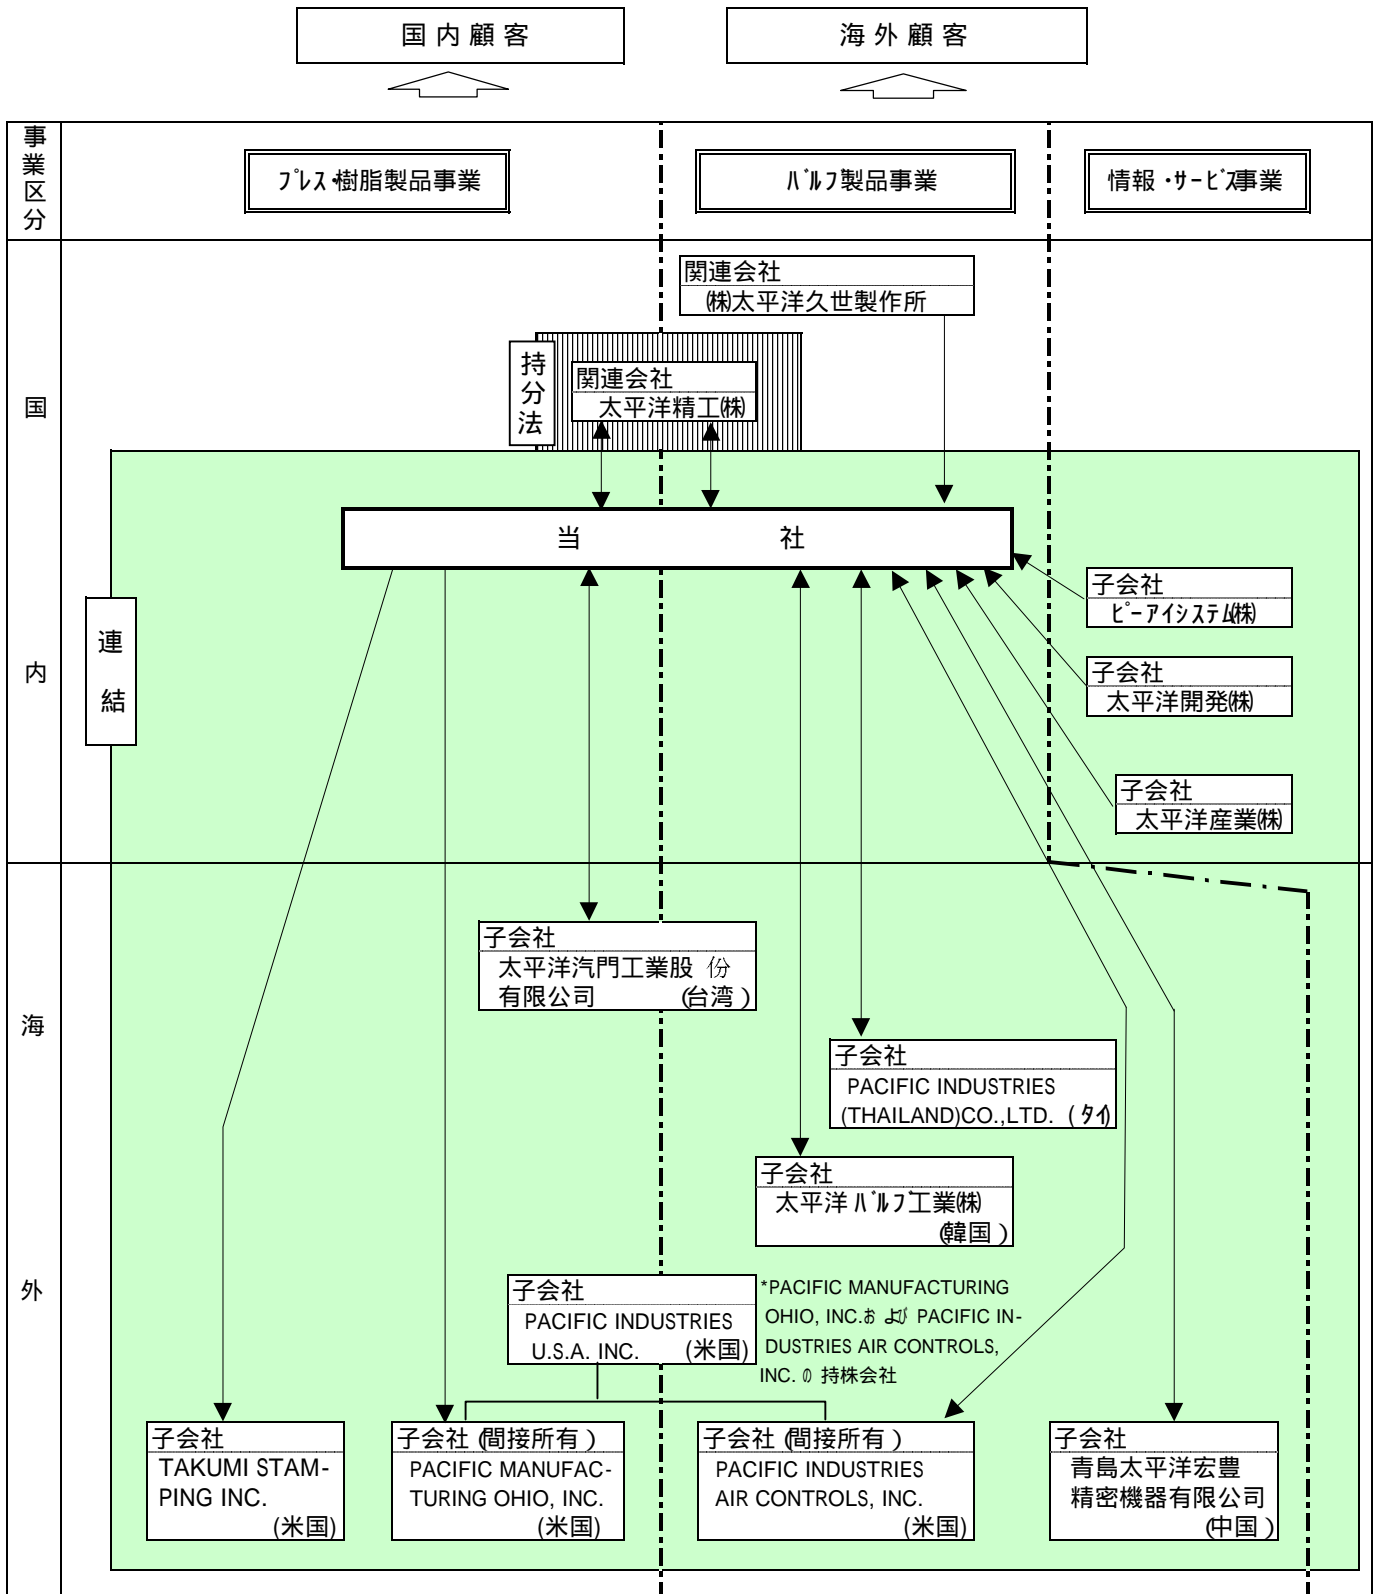 国内顧客
海外顧客
事業区分
プレス・樹脂製品事業
バルブ製品事業
情報・サービス事業
国内
関連会社
㈱太平洋久世製作所
持分法
関連会社
太平洋精工㈱
当社
連結
子会社
ピーアイシステム㈱
子会社
太平洋開発㈱
子会社
太平洋産業㈱
海外
子会社
太平洋汽門工業股份
有限公司 (台湾)
子会社
PACIFIC INDUSTRIES
(THAILAND)CO.,LTD. (タイ)
子会社
太平洋バルブ工業㈱
(韓国)
子会社
PACIFIC INDUSTRIES
U.S.A. INC. (米国)
*PACIFIC MANUFACTURING
OHIO, INC.および PACIFIC IN-
DUSTRIES AIR CONTROLS,
INC. の 持株会社
子会社
TAKUMI STAM-
PING INC.
(米国)
子会社(間接所有)
PACIFIC MANUFAC-
TURING OHIO, INC.
(米国)
子会社(間接所有)
PACIFIC INDUSTRIES
AIR CONTROLS, INC.
(米国)
子会社
青島太平洋宏豊
精密機器有限公司
(中国)